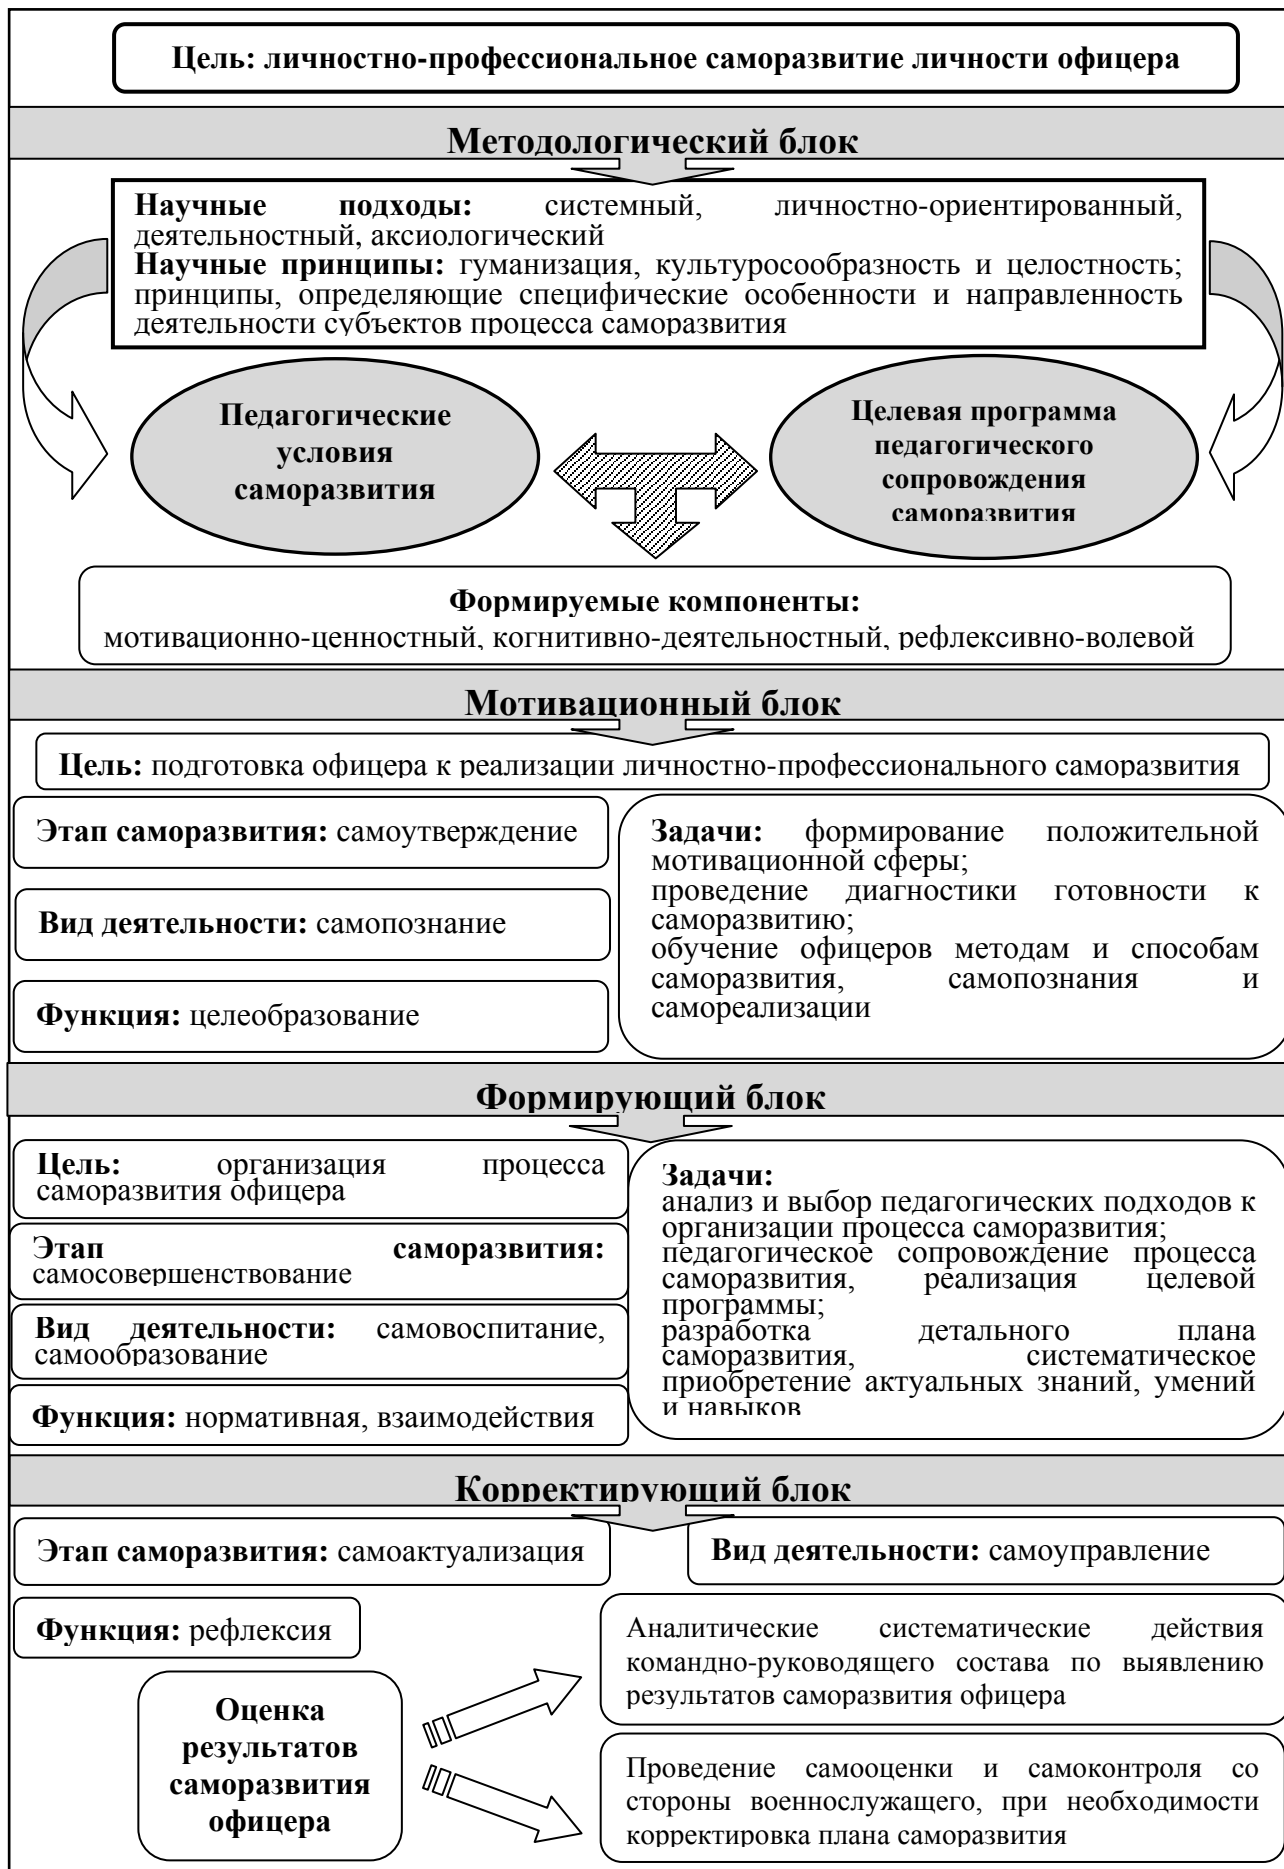 Цель: личностно-профессиональное саморазвитие личности офицера
Методологический блок
Научные подходы: системный, личностно-ориентированный,
деятельностный, аксиологический
Научные принципы: гуманизация, культуросообразность и целостность;
принципы, определяющие специфические особенности и направленность
деятельности субъектов процесса саморазвития
Педагогические
условия
саморазвития
Целевая программа
педагогического
сопровождения
саморазвития
Формируемые компоненты:
мотивационно-ценностный, когнитивно-деятельностный, рефлексивно-волевой
Мотивационный блок
Цель: подготовка офицера к реализации личностно-профессионального саморазвития
Этап саморазвития: самоутверждение
Вид деятельности: самопознание
Функция: целеобразование
Задачи: формирование положительной
мотивационной сферы;
проведение диагностики готовности к
саморазвитию;
обучение офицеров методам и способам
саморазвития, самопознания и
самореализации
Формирующий блок
Цель: организация процесса
саморазвития офицера
Этап саморазвития:
самосовершенствование
Вид деятельности: самовоспитание,
самообразование
Функция: нормативная, взаимодействия
Задачи:
анализ и выбор педагогических подходов к
организации процесса саморазвития;
педагогическое сопровождение процесса
саморазвития, реализация целевой
программы;
разработка детального плана
саморазвития, систематическое
приобретение актуальных знаний, умений
и навыков
Корректирующий блок
Этап саморазвития: самоактуализация
Вид деятельности: самоуправление
Функция: рефлексия
Оценка
результатов
саморазвития
офицера
Аналитические систематические действия
командно-руководящего состава по выявлению
результатов саморазвития офицера
Проведение самооценки и самоконтроля со
стороны военнослужащего, при необходимости
корректировка плана саморазвития